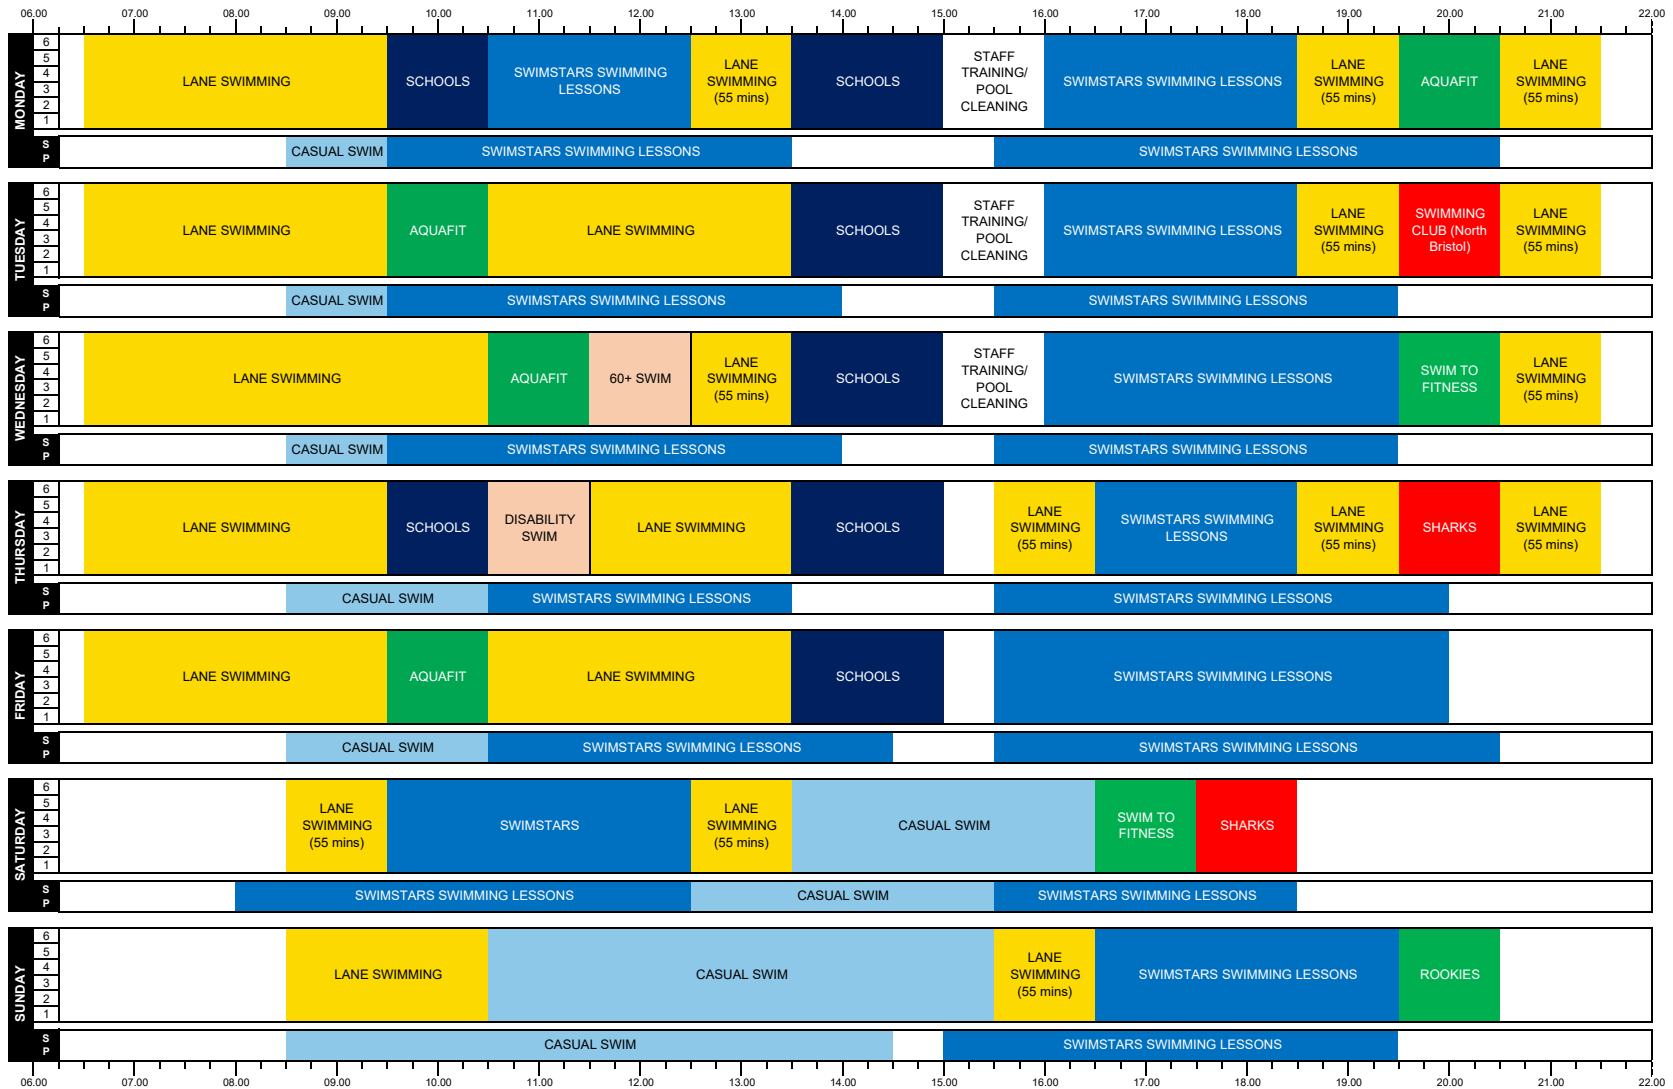 06.00 07.00 08.00 09.00 10.00 11.00 12.00 13.00 14.00 15.00 16.00 17.00 18.00 19.00 20.00 21.00 22.00
MONDAY
6
5
4
3
2
1
LANE SWIMMING
SCHOOLS
SWIMSTARS SWIMMING
LESSONS
LANE
SWIMMING
(55 mins)
SCHOOLS
STAFF
TRAINING/
POOL
CLEANING
SWIMSTARS SWIMMING LESSONS
LANE
SWIMMING
(55 mins)
AQUAFIT
LANE
SWIMMING
(55 mins)
S
P
CASUAL SWIM
SWIMSTARS SWIMMING LESSONS
SWIMSTARS SWIMMING LESSONS
TUESDAY
6
5
4
3
2
1
LANE SWIMMING
AQUAFIT
LANE SWIMMING
SCHOOLS
STAFF
TRAINING/
POOL
CLEANING
SWIMSTARS SWIMMING LESSONS
LANE
SWIMMING
(55 mins)
SWIMMING
CLUB (North
Bristol)
LANE
SWIMMING
(55 mins)
S
P
CASUAL SWIM
SWIMSTARS SWIMMING LESSONS
SWIMSTARS SWIMMING LESSONS
WEDNESDAY
6
5
4
3
2
1
LANE SWIMMING
AQUAFIT
60+ SWIM
LANE
SWIMMING
(55 mins)
SCHOOLS
STAFF
TRAINING/
POOL
CLEANING
SWIMSTARS SWIMMING LESSONS
SWIM TO
FITNESS
LANE
SWIMMING
(55 mins)
S
P
CASUAL SWIM
SWIMSTARS SWIMMING LESSONS
SWIMSTARS SWIMMING LESSONS
THURSDAY
6
5
4
3
2
1
LANE SWIMMING
SCHOOLS
DISABILITY
SWIM
LANE SWIMMING
SCHOOLS
LANE
SWIMMING
(55 mins)
SWIMSTARS SWIMMING
LESSONS
LANE
SWIMMING
(55 mins)
SHARKS
LANE
SWIMMING
(55 mins)
S
P
CASUAL SWIM
SWIMSTARS SWIMMING LESSONS
SWIMSTARS SWIMMING LESSONS
FRIDAY
6
5
4
3
2
1
LANE SWIMMING
AQUAFIT
LANE SWIMMING
SCHOOLS
SWIMSTARS SWIMMING LESSONS
S
P
CASUAL SWIM
SWIMSTARS SWIMMING LESSONS
SWIMSTARS SWIMMING LESSONS
SATURDAY
6
5
4
3
2
1
LANE
SWIMMING
(55 mins)
SWIMSTARS
LANE
SWIMMING
(55 mins)
CASUAL SWIM
SWIM TO
FITNESS
SHARKS
S
P
SWIMSTARS SWIMMING LESSONS
CASUAL SWIM
SWIMSTARS SWIMMING LESSONS
SUNDAY
6
5
4
3
2
1
LANE SWIMMING
CASUAL SWIM
LANE
SWIMMING
(55 mins)
SWIMSTARS SWIMMING LESSONS
ROOKIES
S
P
CASUAL SWIM
SWIMSTARS SWIMMING LESSONS
06.00 07.00 08.00 09.00 10.00 11.00 12.00 13.00 14.00 15.00 16.00 17.00 18.00 19.00 20.00 21.00 22.00